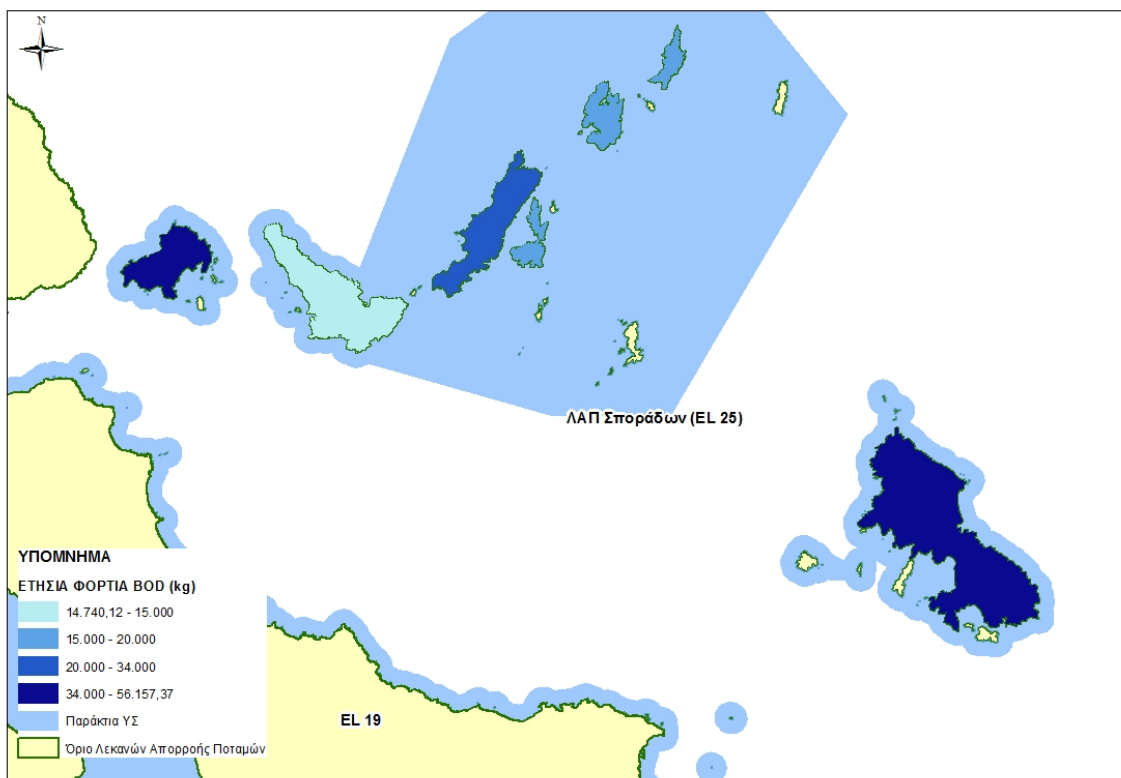 N
ΛΑΠ Σποράδων (EL 25)
ΥΠΟΜΝΗΜΑ
ΕΤΗΣΙΑ ΦΟΡΤΙΑ BOD (kg)
14.740,12 - 15.000
15.000 - 20.000
20.000 - 34.000
34.000 - 56.157,37
Παράκτια ΥΣ
Όριο Λεκανών Απορροής Ποταμών
EL 19